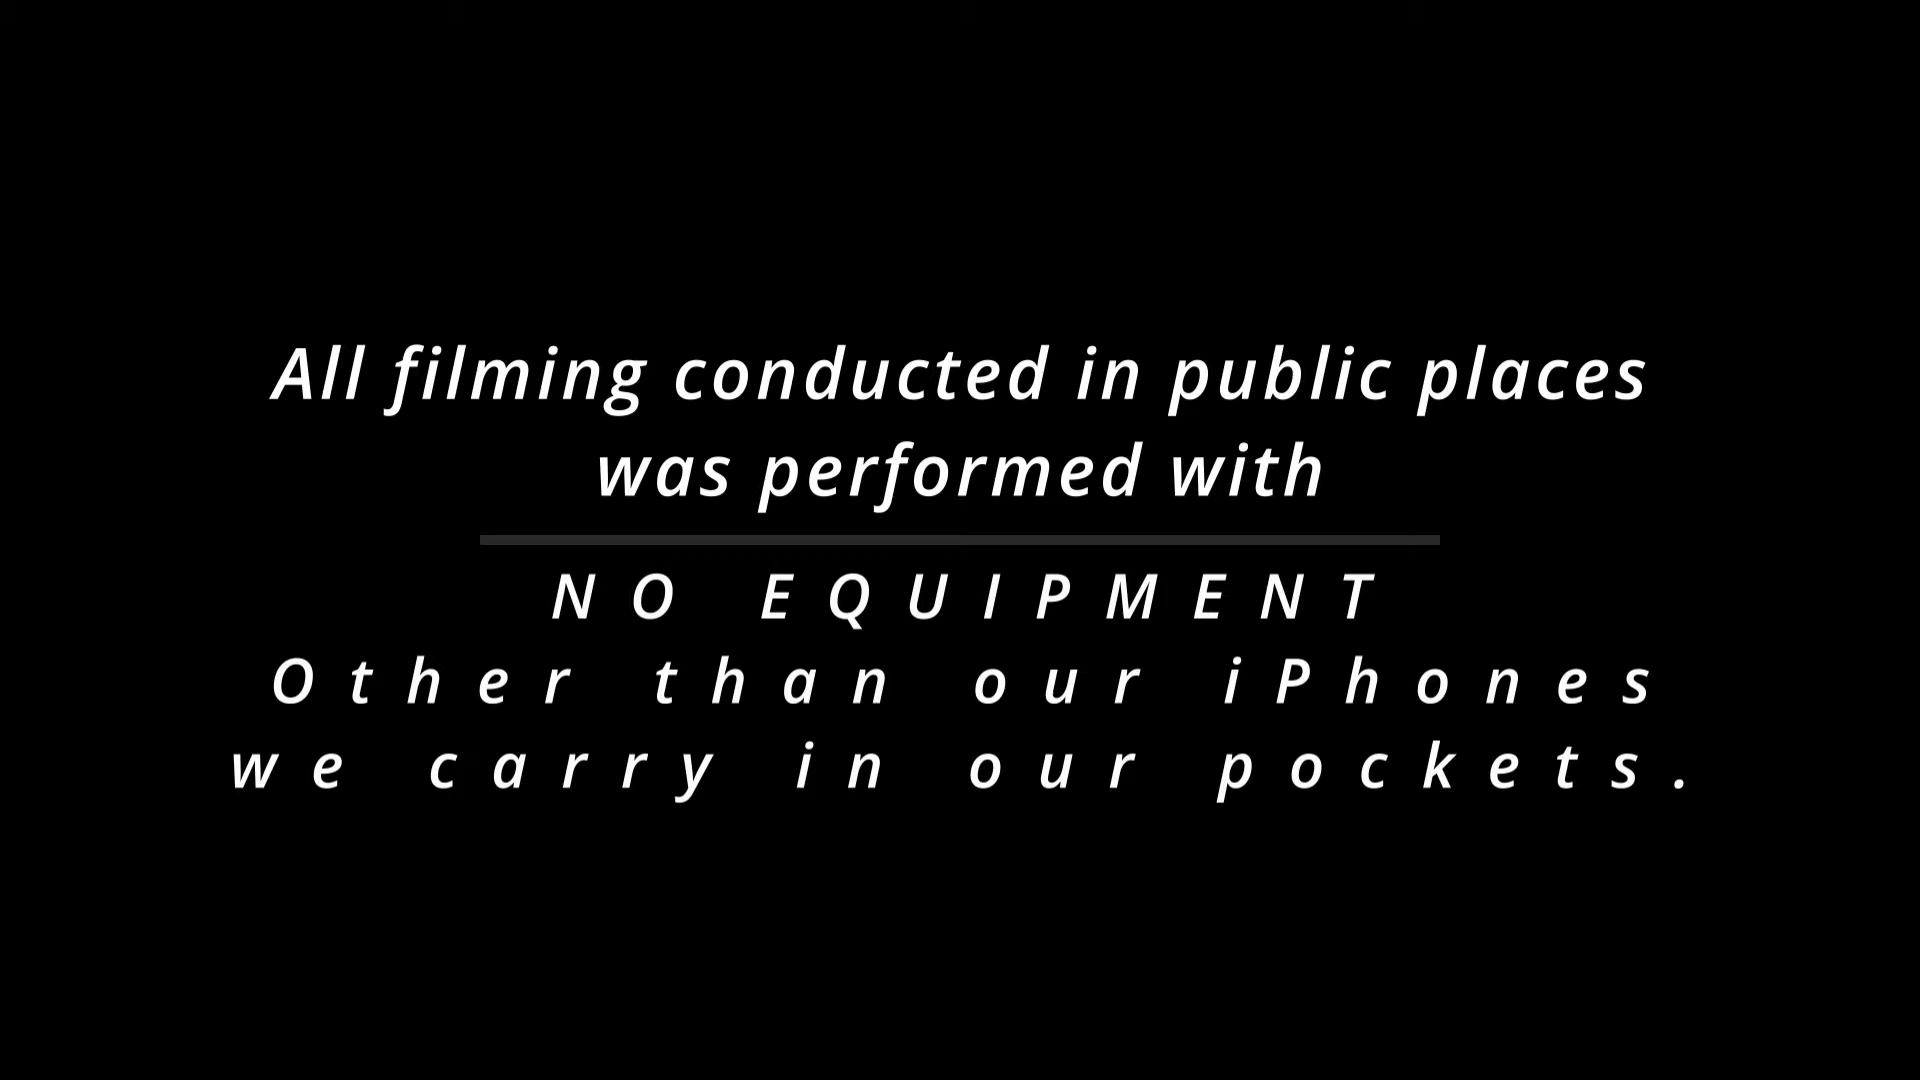 All filming conducted in public places
was performed with
NO EQUIPMENT
Other than our iPhones
we carry in our pockets.